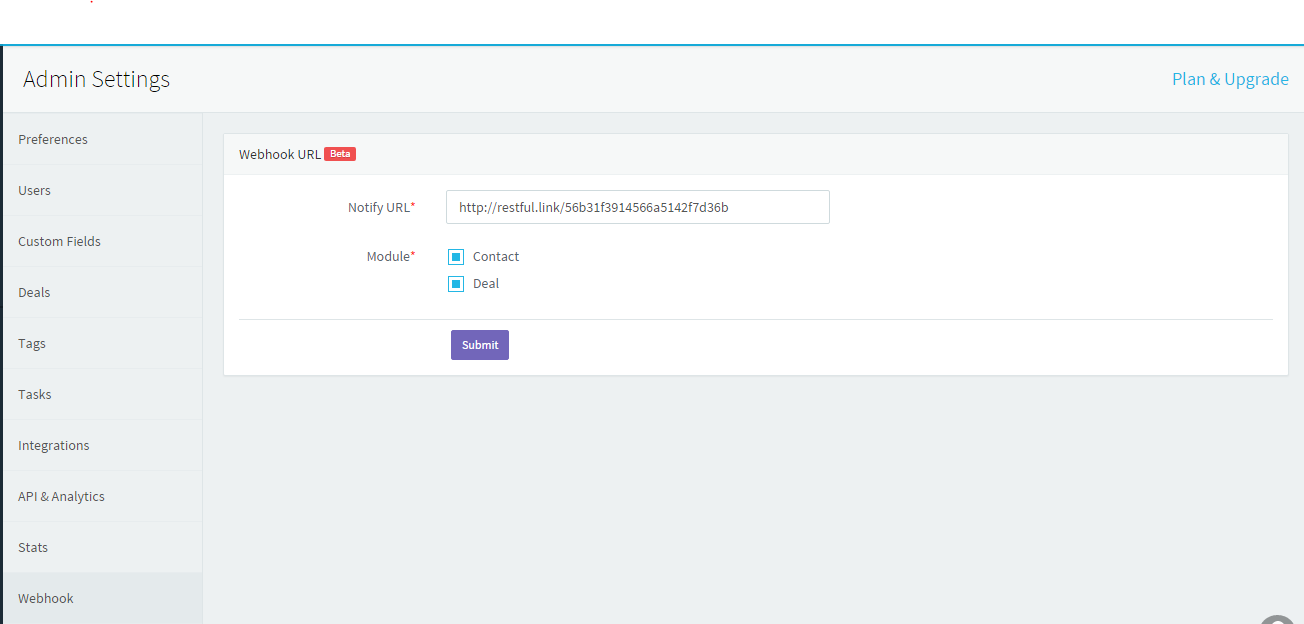 Admin Settings
Plan & Upgrade
Preferences
Users
Custom Fields
Deals
Tags
Tasks
Integrations
API & Analytics
Stats
Webhook
Webhook URL Beta
Notify URL* http://restful.link/56b31f3914566a5142f7d36b
Module* Contact
Deal
Submit